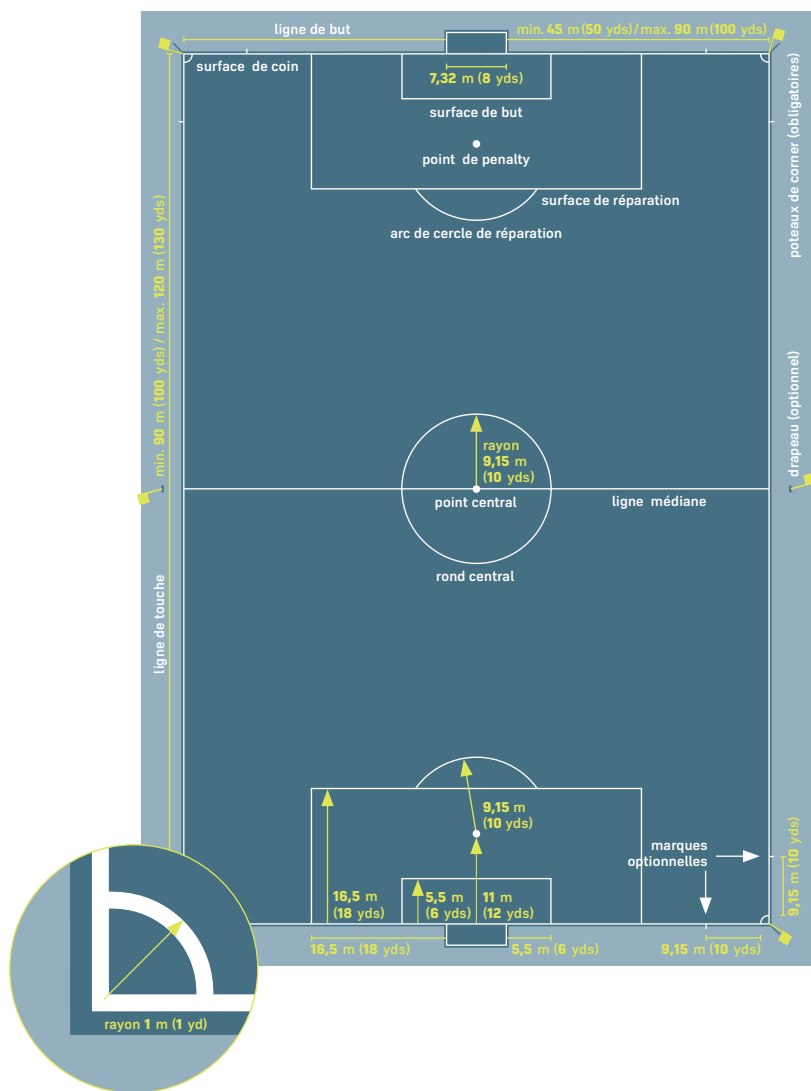 ligne de but
min. 45 m (50 yds)/max. 90 m (100 yds)
surface de coin
7,32 m (8 yds)
surface de but
point de penalty
surface de réparation
arc de cercle de réparation
poteaux de corner (obligatoires)
min. 90 m (100 yds) / max. 120 m (130 yds)
drapeau (optionnel)
rayon
9,15 m
(10 yds)
point central
ligne médiane
rond central
ligne de touche
9,15 m
(10 yds)
marques
optionnelles
9,15 m (10 yds)
16,5 m
(18 yds)
5,5 m
(6 yds)
11 m
(12 yds)
16,5 m (18 yds)
5,5 m (6 yds)
9,15 m (10 yds)
rayon 1 m (1 yd)